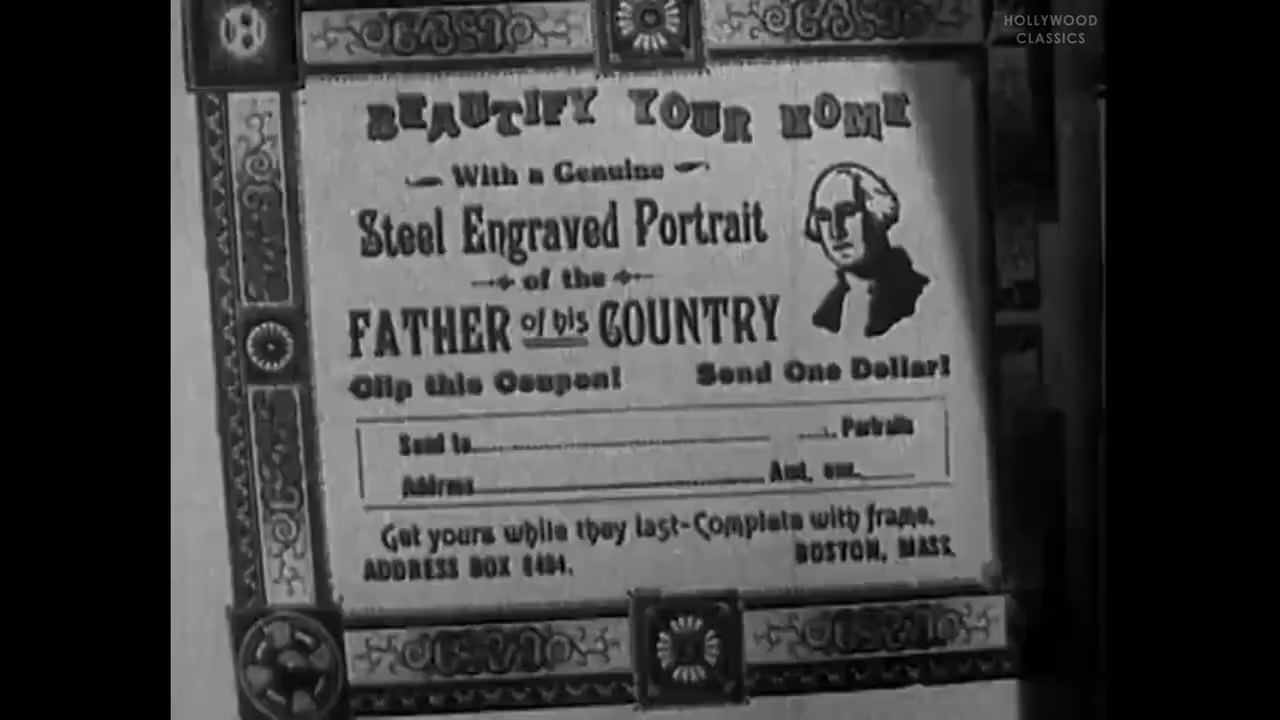 HOLLYWOOD
CLASSICS
BEAUTIFY YOUR HOME
With a Genuine
Steel Engraved Portrait
of the
FATHER of his COUNTRY
Clip this Coupon! Send One Dollar!
Send to Portraits
Address Amt. enc.
Get yours while they last-Complete with frame.
ADDRESS BOX BOSTON, MASS.